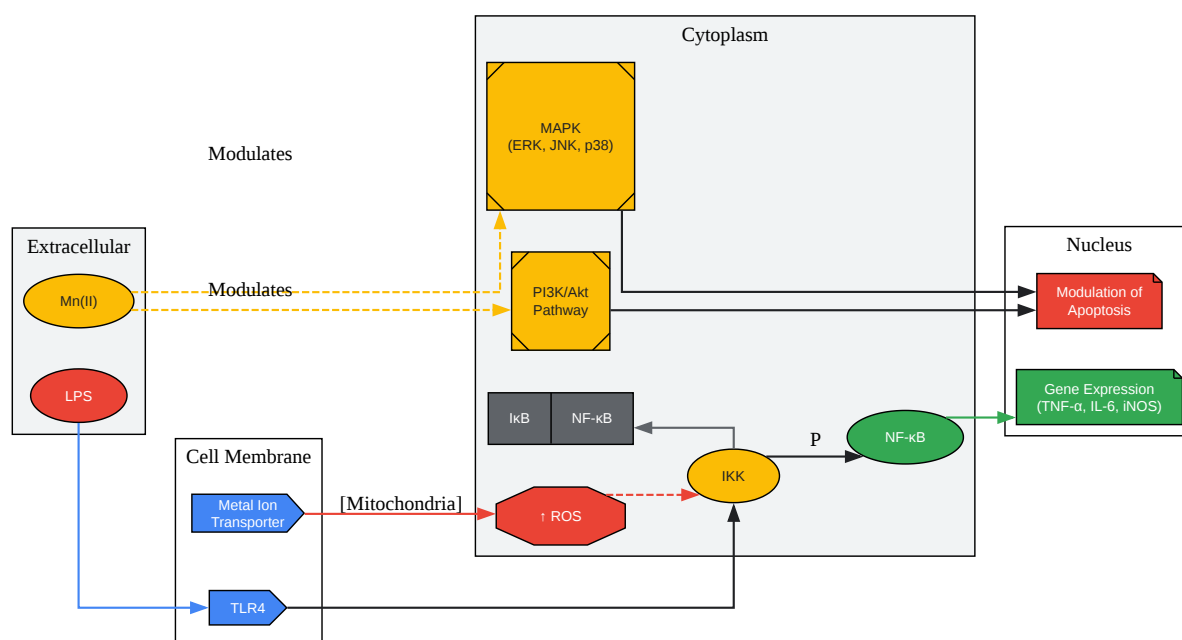 Cytoplasm
MAPK
(ERK, JNK, p38)
Modulates
Extracellular
Nucleus
Mn(II)
Modulates
PI3K/Akt
Pathway
Modulation of
Apoptosis
LPS
Gene Expression
(TNF-α, IL-6, iNOS)
IκB
NF-κB
P
NF-κB
Cell Membrane
IKK
Metal Ion
Transporter
[Mitochondria]
↑ ROS
TLR4